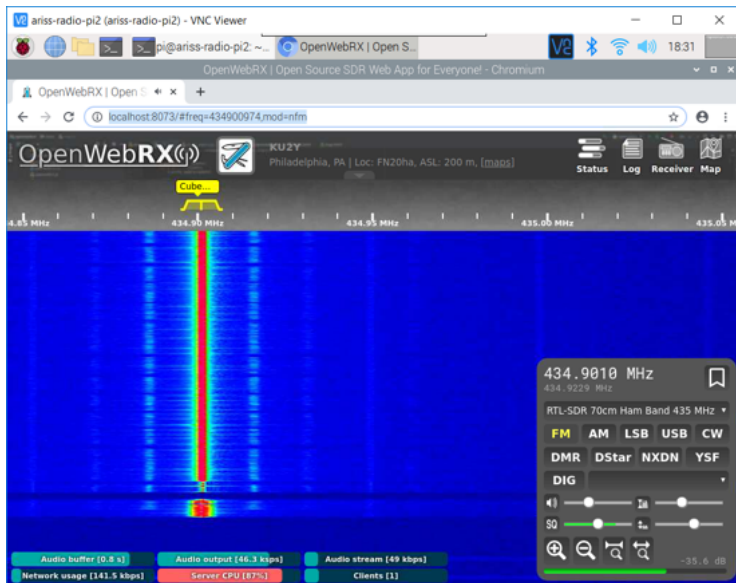 ariss-radio-pi2 (ariss-radio-pi2) - VNC Viewer
pi@ariss-radio-pi2: ~... OpenWebRX | Open S... 18:31
OpenWebRX | Open Source SDR Web App for Everyone! - Chromium
OpenWebRX | Open S
localhost:8073/#freq=434900974,mod=nfm
OpenWebRX KU2Y
Philadelphia, PA | Loc: FN20ha, ASL: 200 m, [maps]
Status Log Receiver Map
Cube...
4.85 MHz 434.90 MHz 434.95 MHz 435.00 MHz 435.05 M
434.9010 MHz
434.9229 MHz
RTL-SDR 70cm Ham Band 435 MHz
FM AM LSB USB CW
DMR DStar NXDN YSF
DIG
SQ
-35.6 dB
Audio buffer [0.8 s] Audio output [46.3 ksps] Audio stream [49 kbps]
Network usage [141.5 kbps] Server CPU [87%] Clients [1]